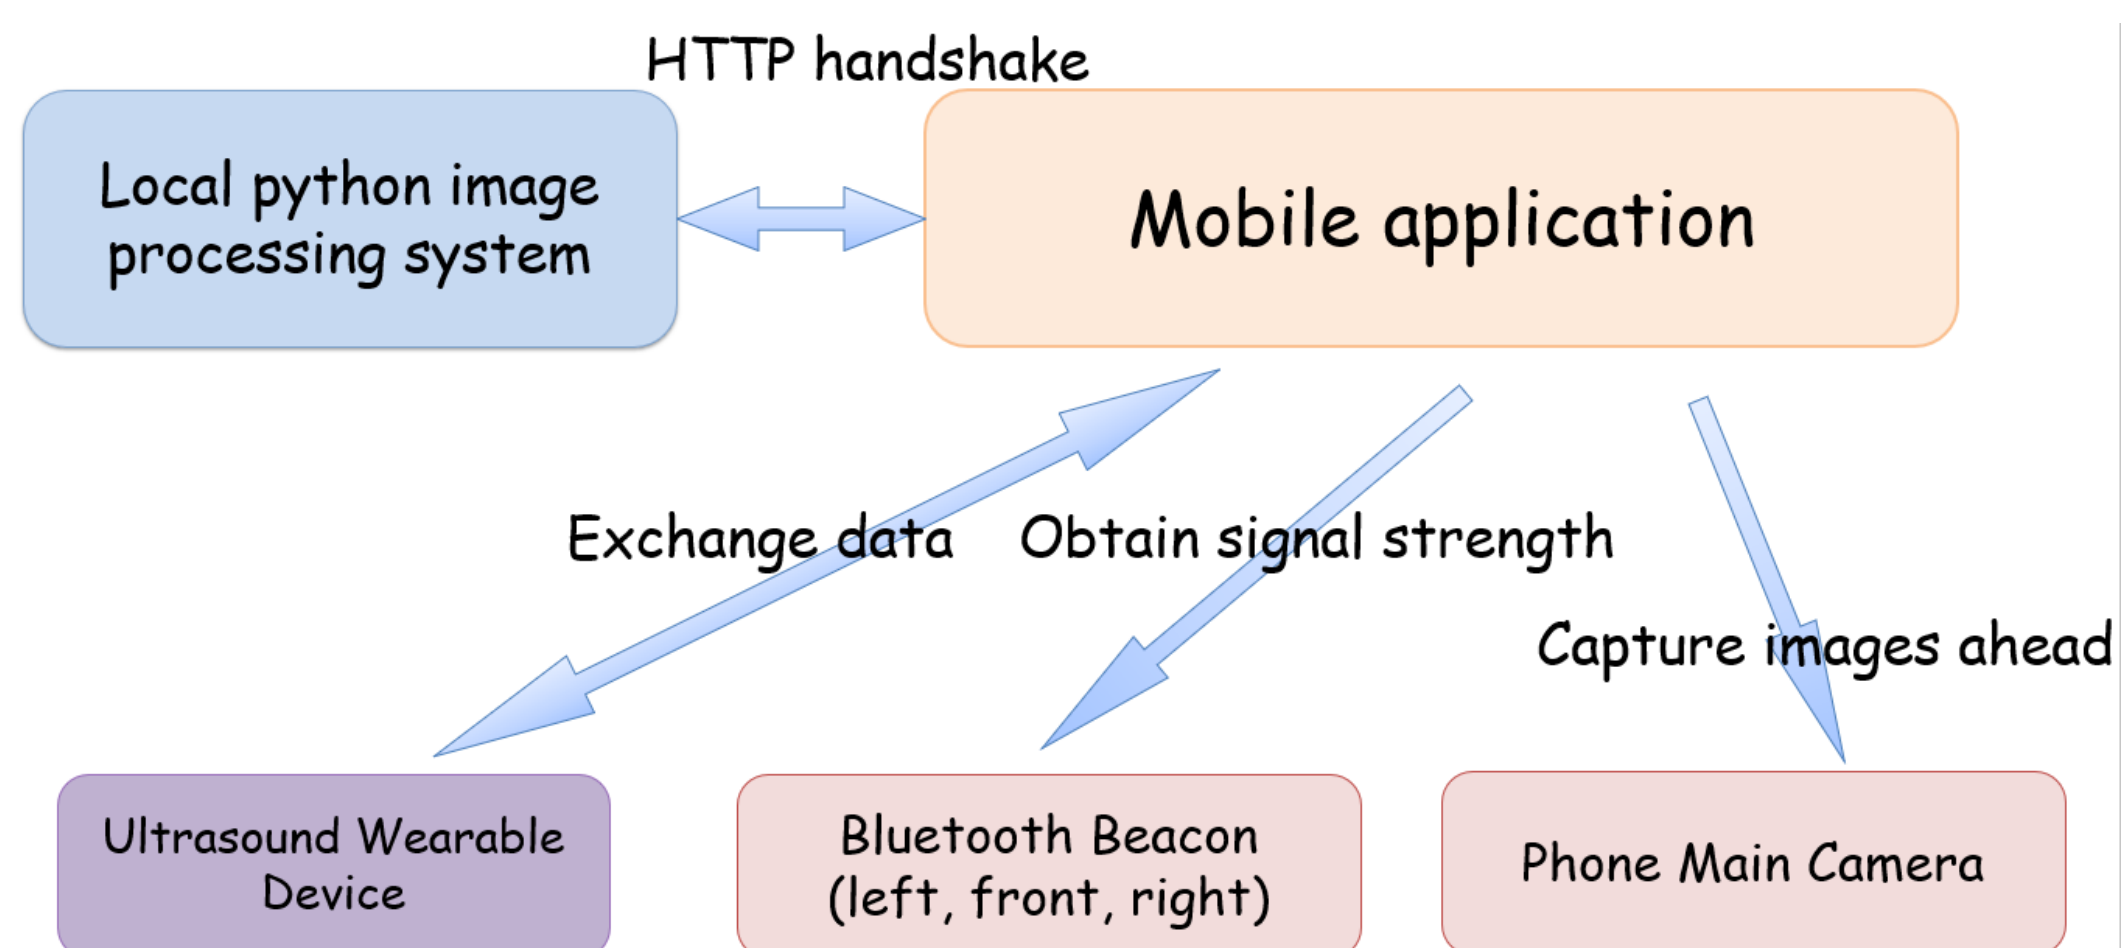 HTTP handshake
Local python image
processing system
Mobile application
Exchange data
Obtain signal strength
Capture images ahead
Ultrasound Wearable
Device
Bluetooth Beacon
(left, front, right)
Phone Main Camera